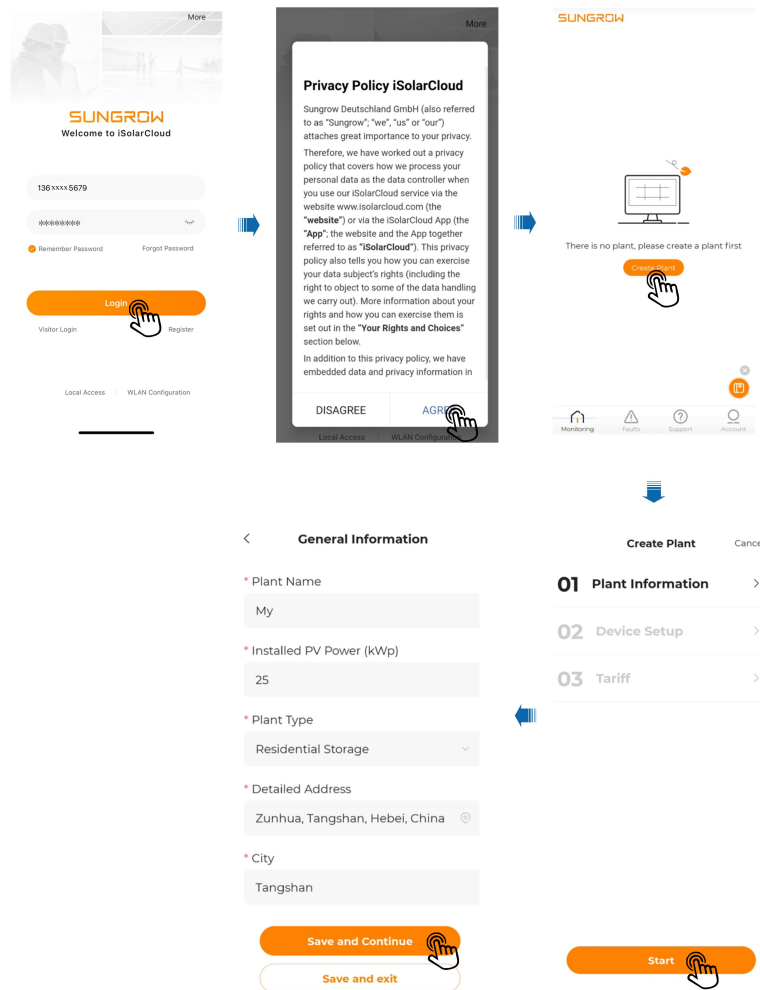 More
SUNGROW
Welcome to iSolarCloud
136 xxxx 5679
********
Remember Password
Forgot Password
Login
Visitor Login
Register
Local Access
WLAN Configuration
More
Privacy Policy iSolarCloud
Sungrow Deutschland GmbH (also referred
to as “Sungrow”; “we”, “us” or “our”)
attaches great importance to your privacy.
Therefore, we have worked out a privacy
policy that covers how we process your
personal data as the data controller when
you use our iSolarCloud service via the
website www.isolarcloud.com (the
“website”) or via the iSolarCloud App (the
“App”; the website and the App together
referred to as “iSolarCloud”). This privacy
policy also tells you how you can exercise
your data subject’s rights (including the
right to object to some of the data handling
we carry out). More information about your
rights and how you can exercise them is
set out in the “Your Rights and Choices”
section below.
In addition to this privacy policy, we have
embedded data and privacy information in
DISAGREE
AGREE
Local Access
WLAN Configuration
SUNGROW
There is no plant, please create a plant first
Create Plant
Monitoring
Faults
Support
Account
Create Plant
Cance
01 Plant Information
02 Device Setup
03 Tariff
Start
General Information
* Plant Name
My
* Installed PV Power (kWp)
25
* Plant Type
Residential Storage
* Detailed Address
Zunhua, Tangshan, Hebei, China
* City
Tangshan
Save and Continue
Save and exit